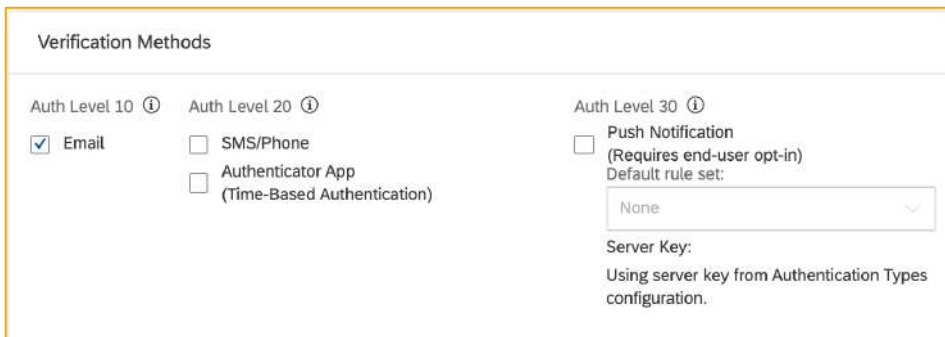 Verification Methods
Auth Level 10
Email
Auth Level 20
SMS/Phone
Authenticator App
(Time-Based Authentication)
Auth Level 30
Push Notification
(Requires end-user opt-in)
Default rule set:
None
Server Key:
Using server key from Authentication Types
configuration.